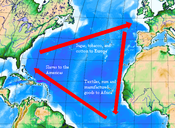 Sugar, tobacco, and
cotton to Europe
Slaves to the
Americas
Textiles, rum and
manufactured
goods to Africa